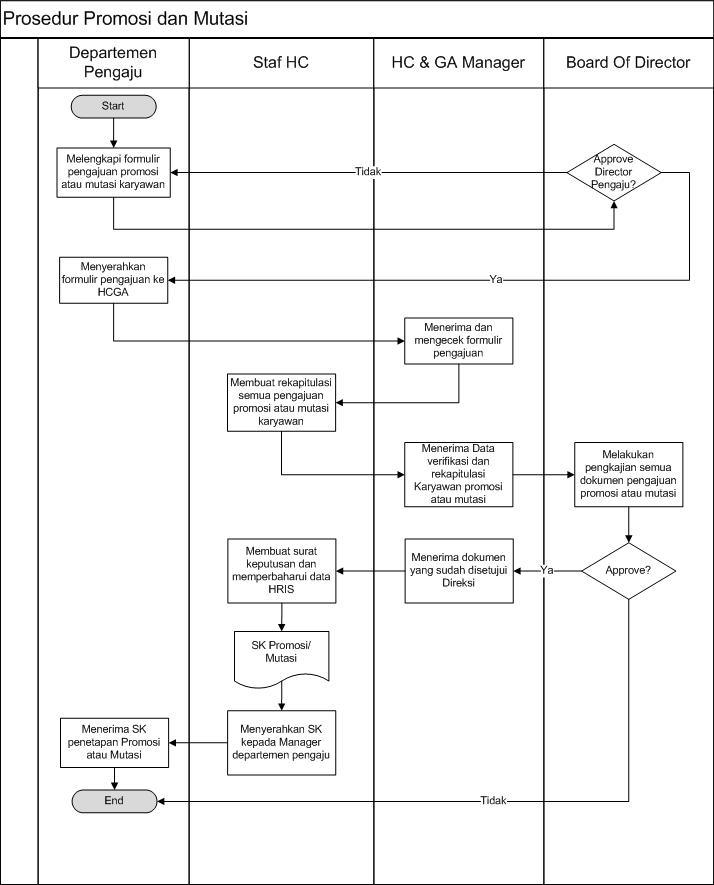 Prosedur Promosi dan Mutasi
Departemen
Pengaju
Staf HC
HC & GA Manager
Board Of Director
Start
Melengkapi formulir
pengajuan promosi
atau mutasi karyawan
Tidak
Approve
Director
Pengaju?
Menyerahkan
formulir pengajuan ke
HCGA
Ya
Menerima dan
mengecek formulir
pengajuan
Membuat rekapitulasi
semua pengajuan
promosi atau mutasi
karyawan
Menerima Data
verifikasi dan
rekapitulasi
Karyawan promosi
atau mutasi
Melakukan
pengkajian semua
dokumen pengajuan
promosi atau mutasi
Membuat surat
keputusan dan
memperbaharui data
HRIS
Menerima dokumen
yang sudah disetujui
Direksi
Ya
Approve?
SK Promosi/
Mutasi
Menerima SK
penetapan Promosi
atau Mutasi
Menyerahkan SK
kepada Manager
departemen pengaju
End
Tidak